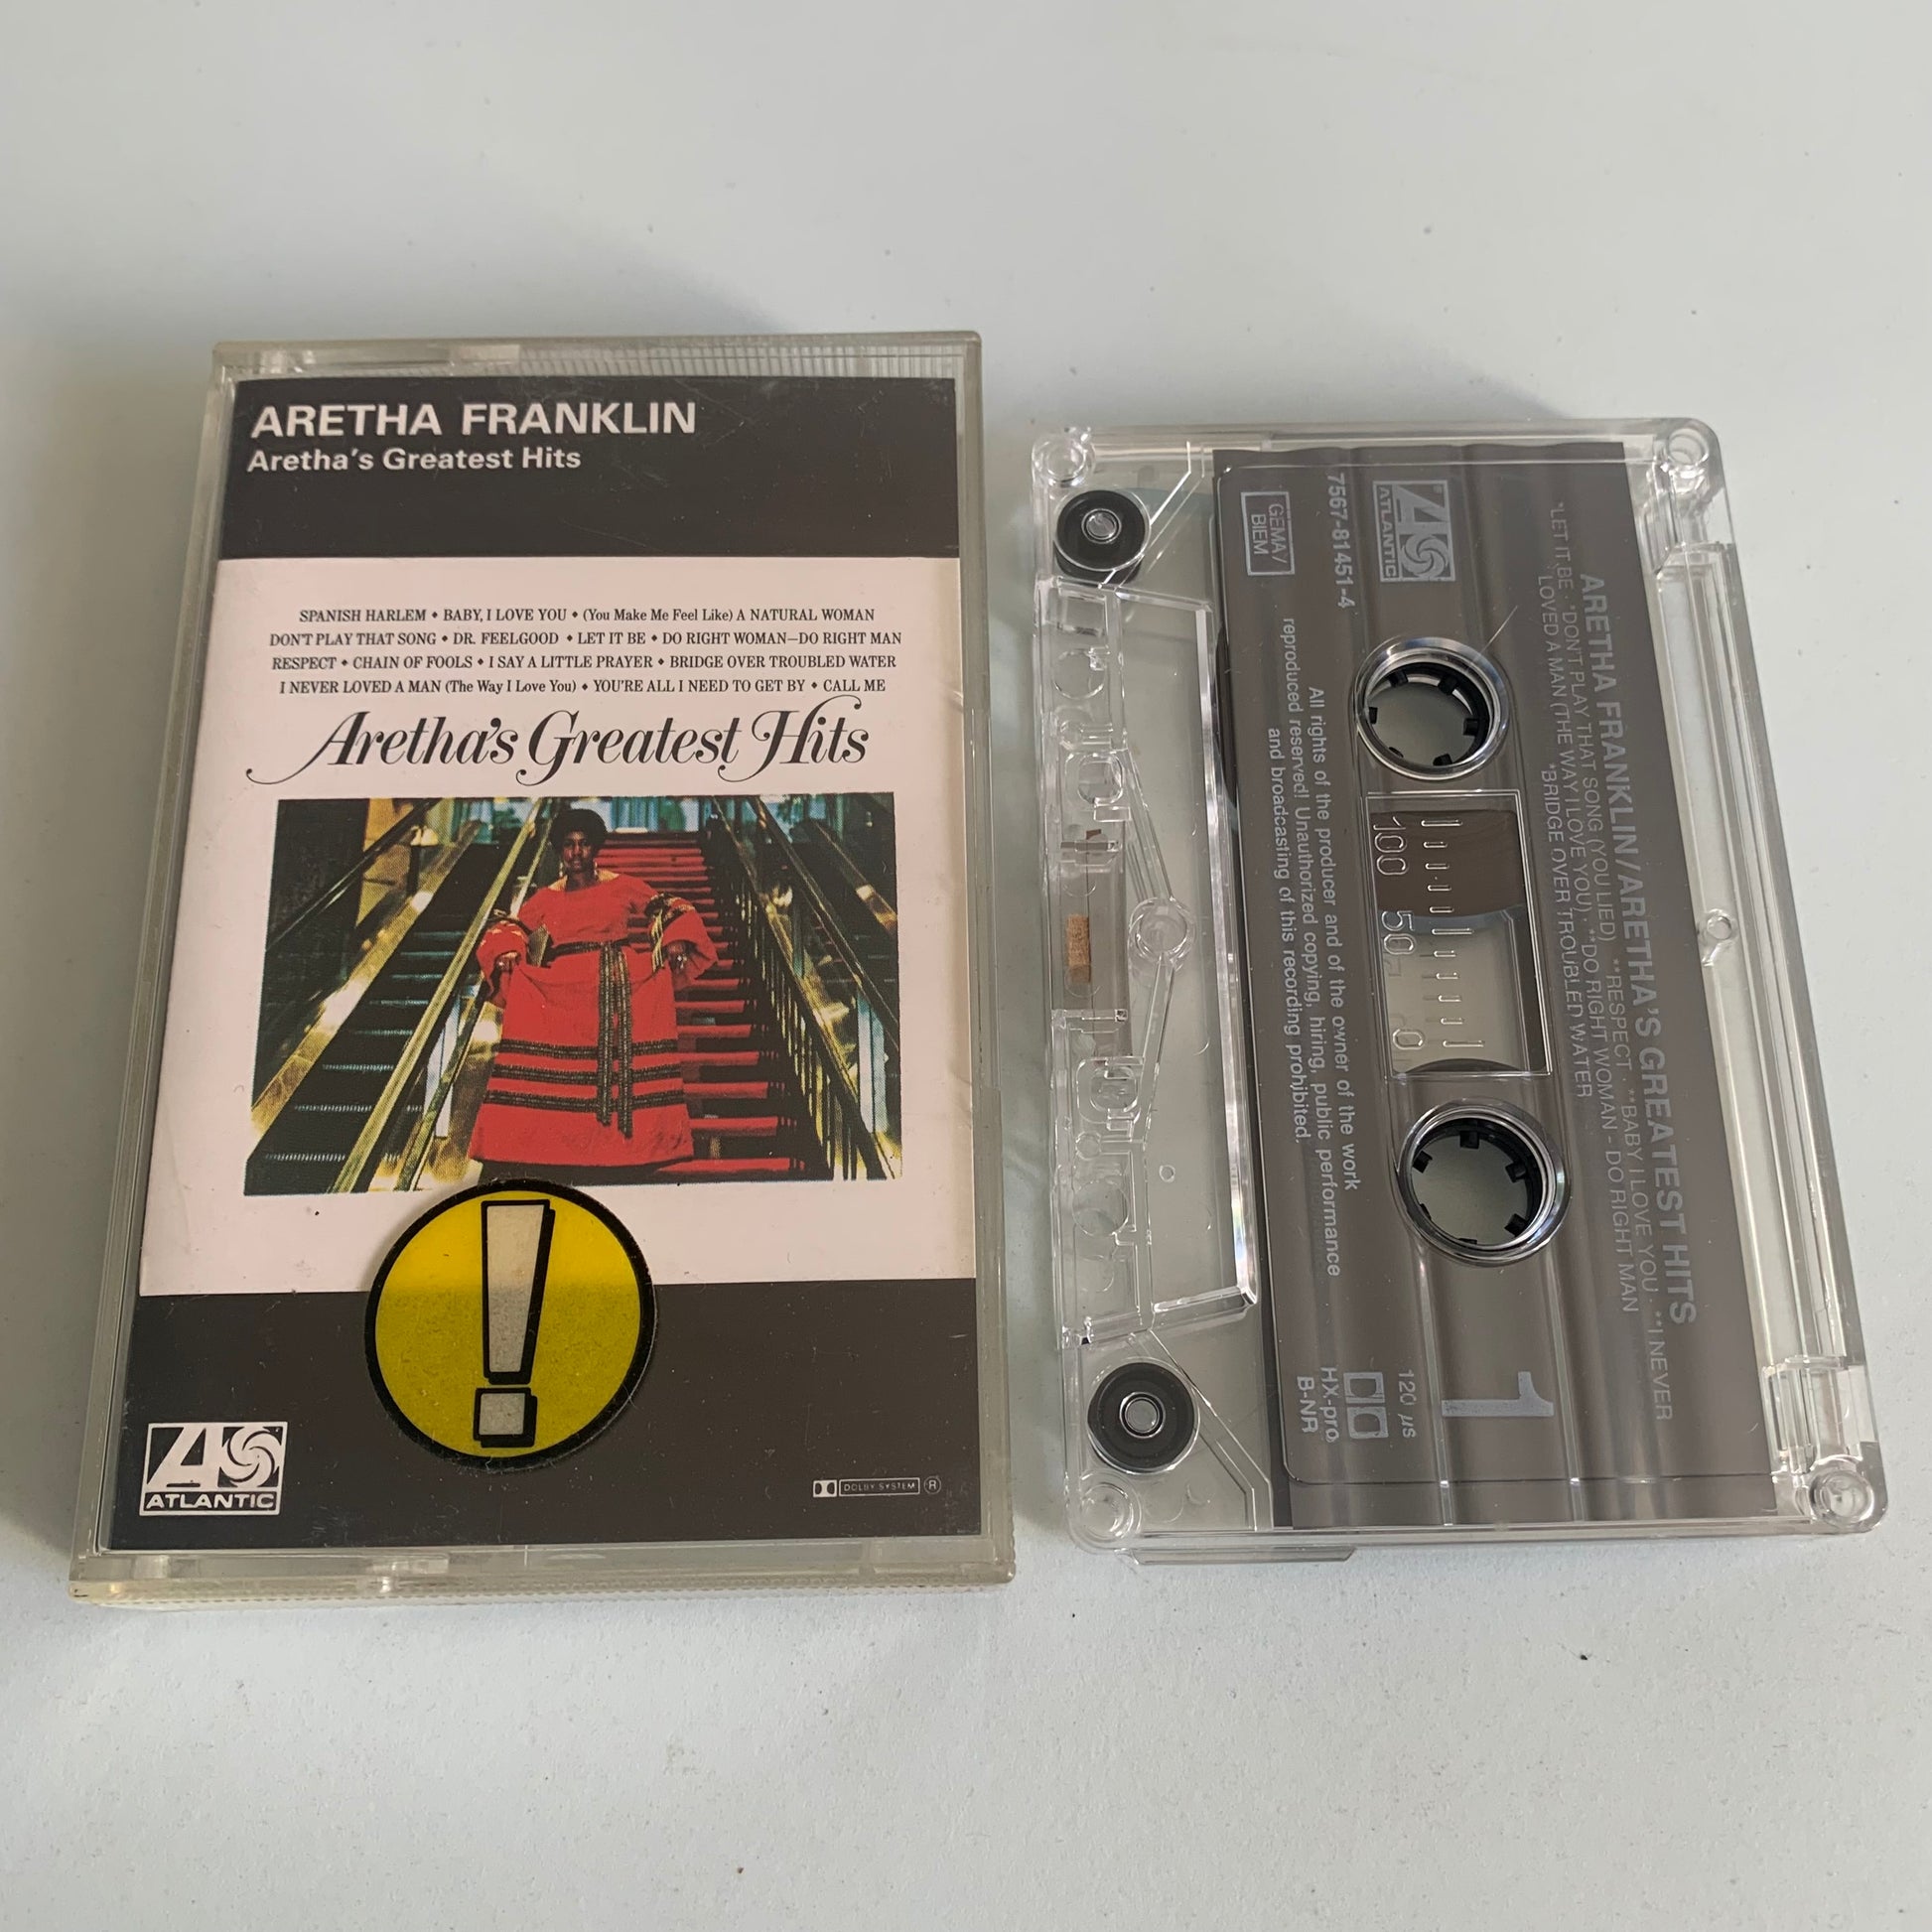 ARETHA FRANKLIN
Aretha's Greatest Hits
SPANISH HARLEM • BABY, I LOVE YOU • (You Make Me Feel Like) A NATURAL WOMAN
DON'T PLAY THAT SONG • DR. FEELGOOD • LET IT BE • DO RIGHT WOMAN—DO RIGHT MAN
RESPECT • CHAIN OF FOOLS • I SAY A LITTLE PRAYER • BRIDGE OVER TROUBLED WATER
I NEVER LOVED A MAN (The Way I Love You) • YOU'RE ALL I NEED TO GET BY • CALL ME
Aretha's Greatest Hits
!
ATLANTIC
DOLBY SYSTEM ®
ARETHA FRANKLIN/ARETHA'S GREATEST HITS
*LET IT BE · *DON'T PLAY THAT SONG (YOU LIED) · **RESPECT · **BABY I LOVE YOU · **I NEVER
LOVED A MAN (THE WAY I LOVE YOU) · **DO RIGHT WOMAN - DO RIGHT MAN
*BRIDGE OVER TROUBLED WATER
ATLANTIC
1
100 50 0
7567-81451-4
GEMA/
BIEM
All rights of the producer and of the owner of the work
reproduced reserved! Unauthorized copying, hiring, public performance
and broadcasting of this recording prohibited.
120 µs
HX-pro
B-NR